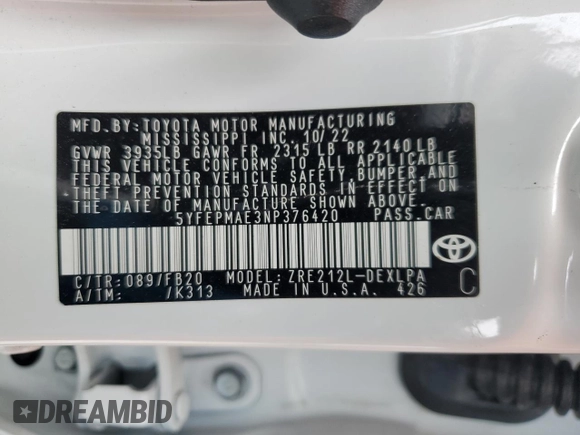 MFD. BY: TOYOTA MOTOR MANUFACTURING
MISSISSIPPI INC. 10/22
GVWR 3935LB GAWR FR 2315 LB RR 2140 LB
THIS VEHICLE CONFORMS TO ALL APPLICABLE
FEDERAL MOTOR VEHICLE SAFETY, BUMPER, AND
THEFT PREVENTION STANDARDS IN EFFECT ON
THE DATE OF MANUFACTURE SHOWN ABOVE.
5YFEPMAE3NP376420 PASS.CAR
C/TR: 089/FB20 MODEL: ZRE212L-DEXLPA
A/TM: /K313 MADE IN U.S.A. 426
C
DREAMBID